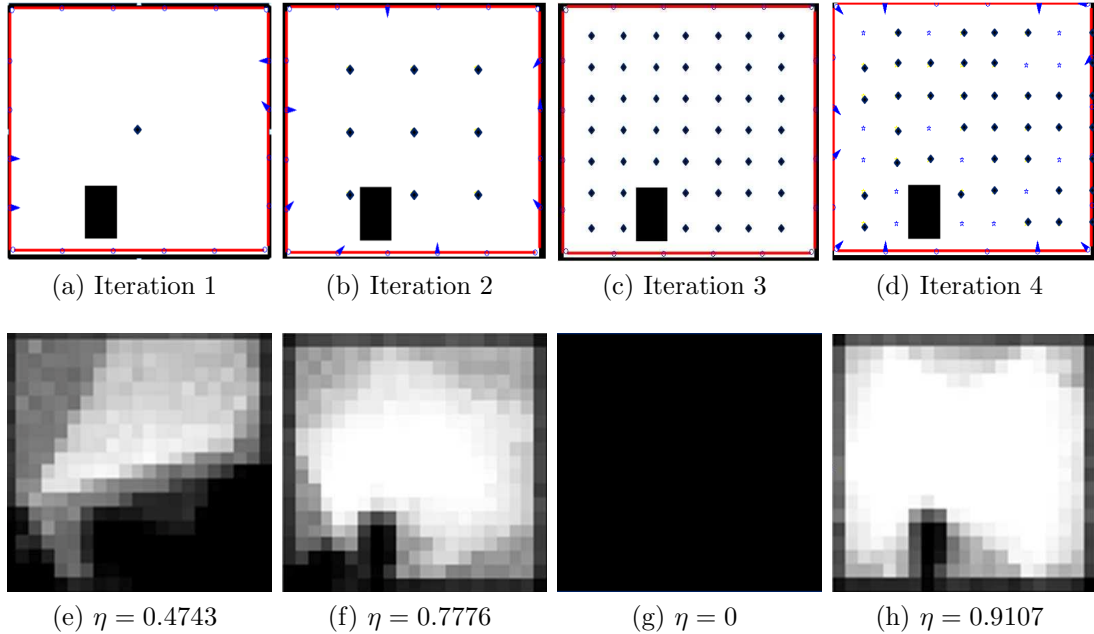 (a) Iteration 1 (b) Iteration 2 (c) Iteration 3 (d) Iteration 4
(e) η = 0.4743 (f) η = 0.7776 (g) η = 0 (h) η = 0.9107